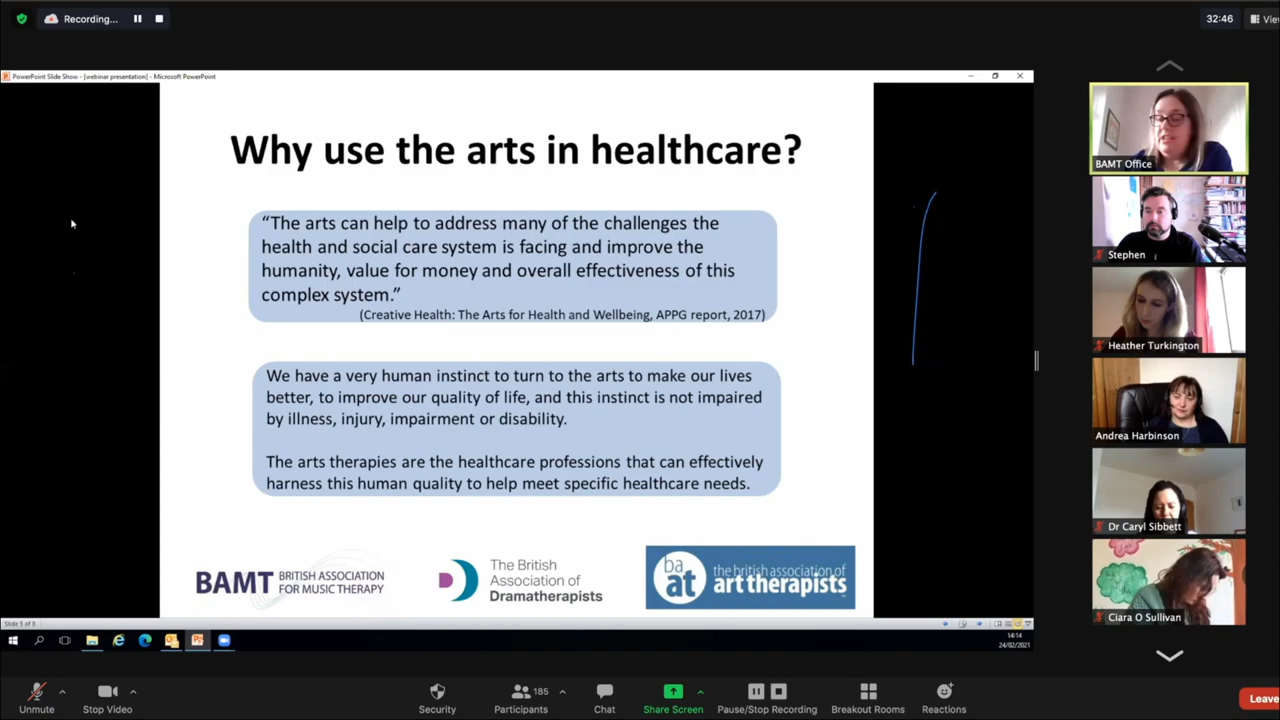 Recording...
32:46
View
PowerPoint Slide Show - [webinar presentation] - Microsoft PowerPoint
Why use the arts in healthcare?
“The arts can help to address many of the challenges the
health and social care system is facing and improve the
humanity, value for money and overall effectiveness of this
complex system.”
(Creative Health: The Arts for Health and Wellbeing, APPG report, 2017)
We have a very human instinct to turn to the arts to make our lives
better, to improve our quality of life, and this instinct is not impaired
by illness, injury, impairment or disability.
The arts therapies are the healthcare professions that can effectively
harness this human quality to help meet specific healthcare needs.
BAMT
BRITISH ASSOCIATION
FOR MUSIC THERAPY
The British
Association of
Dramatherapists
ba
at
the british association of
art therapists
BAMT Office
Stephen
Heather Turkington
Andrea Harbinson
Dr Caryl Sibbett
Ciara O Sullivan
14:14
24/02/2021
Unmute
Stop Video
Security
185
Participants
Chat
Share Screen
Pause/Stop Recording
Breakout Rooms
Reactions
Leave